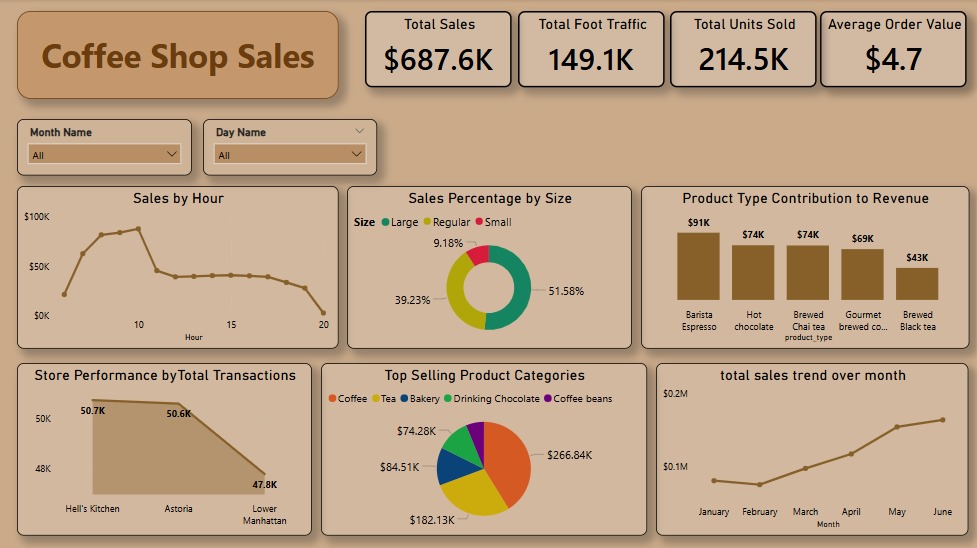 Coffee Shop Sales
Total Sales
$687.6K
Total Foot Traffic
149.1K
Total Units Sold
214.5K
Average Order Value
$4.7
Month Name
All
Day Name
All
Sales by Hour
$100K
$50K
$0K
10 15 20
Hour
Sales Percentage by Size
Size Large Regular Small
9.18%
39.23%
51.58%
Product Type Contribution to Revenue
$91K
$74K
$74K
$69K
$43K
Barista
Espresso
Hot
chocolate
Brewed
Chai tea
Gourmet
brewed co...
Brewed
Black tea
product_type
Store Performance byTotal Transactions
50K
48K
50.7K
50.6K
47.8K
Hell's Kitchen
Astoria
Lower
Manhattan
Top Selling Product Categories
Coffee Tea Bakery Drinking Chocolate Coffee beans
$74.28K
$84.51K
$182.13K
$266.84K
total sales trend over month
$0.2M
$0.1M
January February March April May June
Month